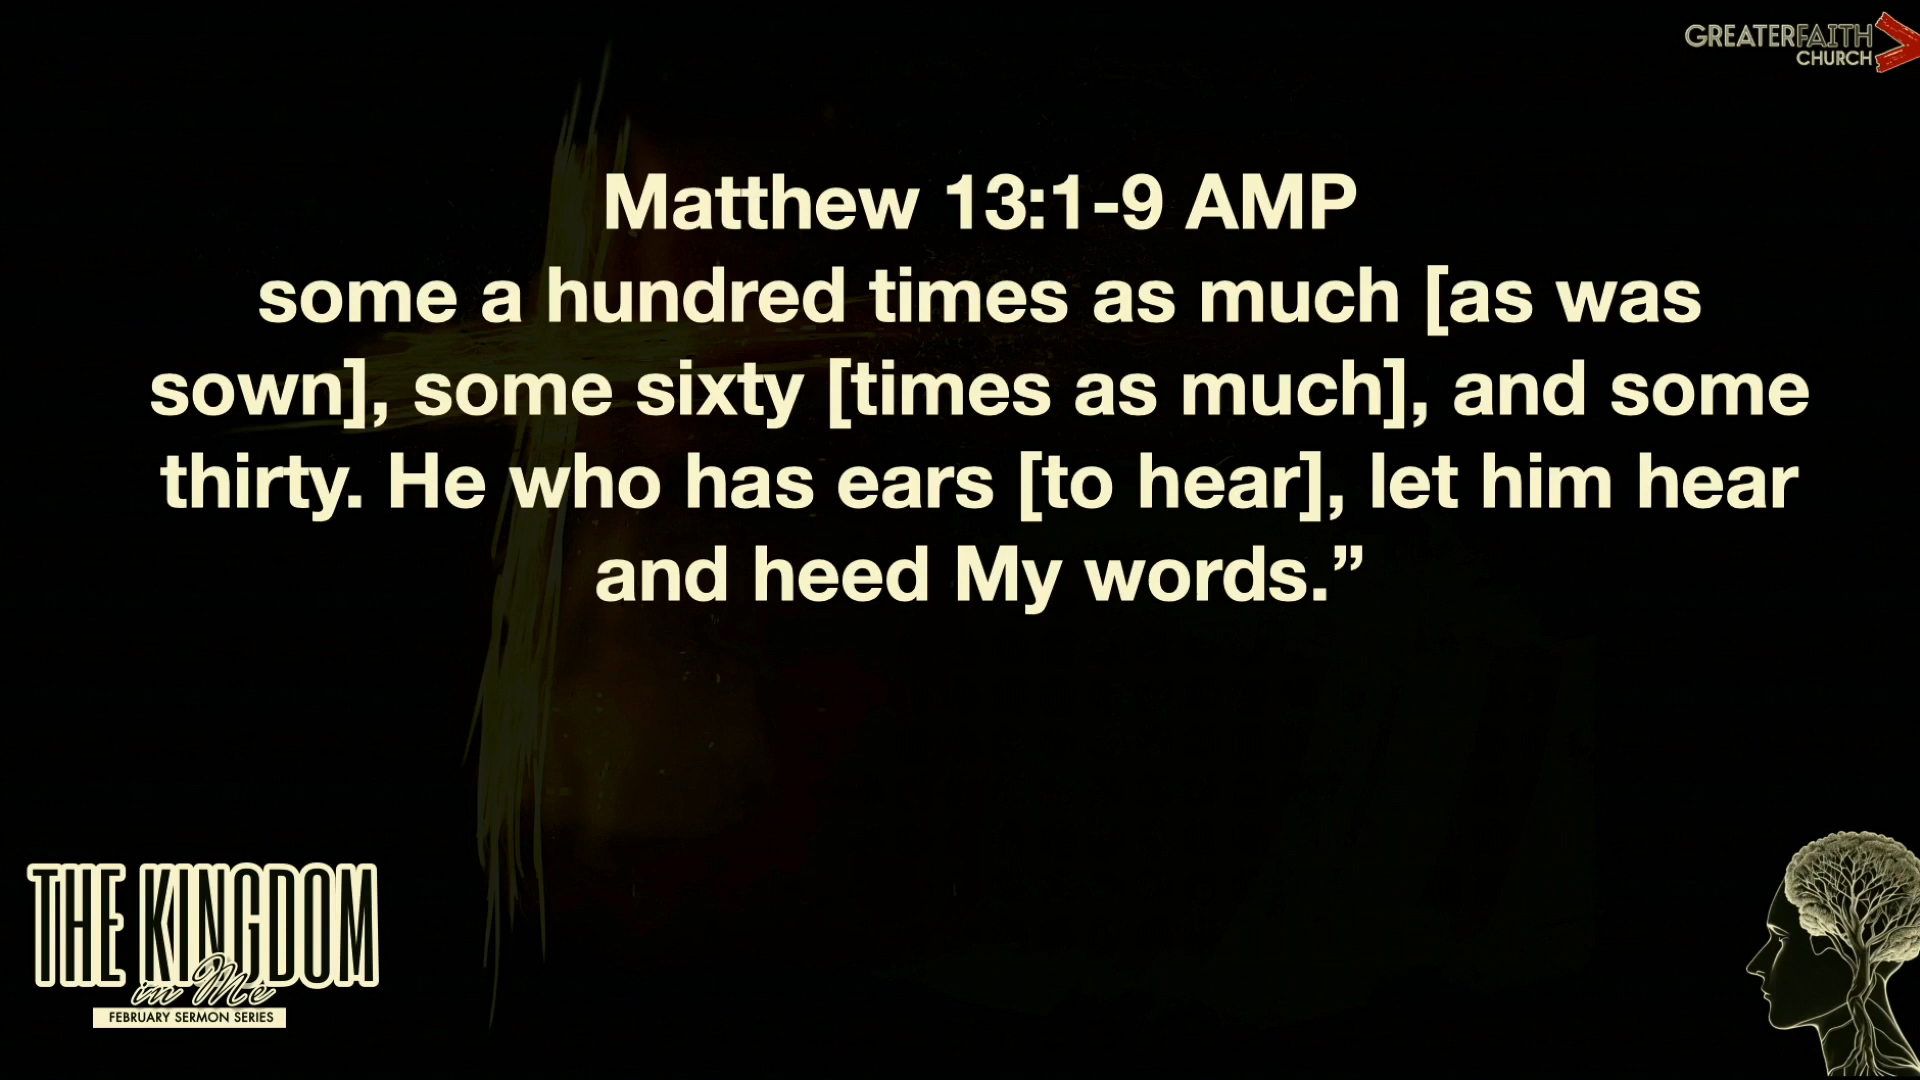 GREATERFAITH
CHURCH
Matthew 13:1-9 AMP
some a hundred times as much [as was
sown], some sixty [times as much], and some
thirty. He who has ears [to hear], let him hear
and heed My words.”
THE KINGDOM
in Me
FEBRUARY SERMON SERIES